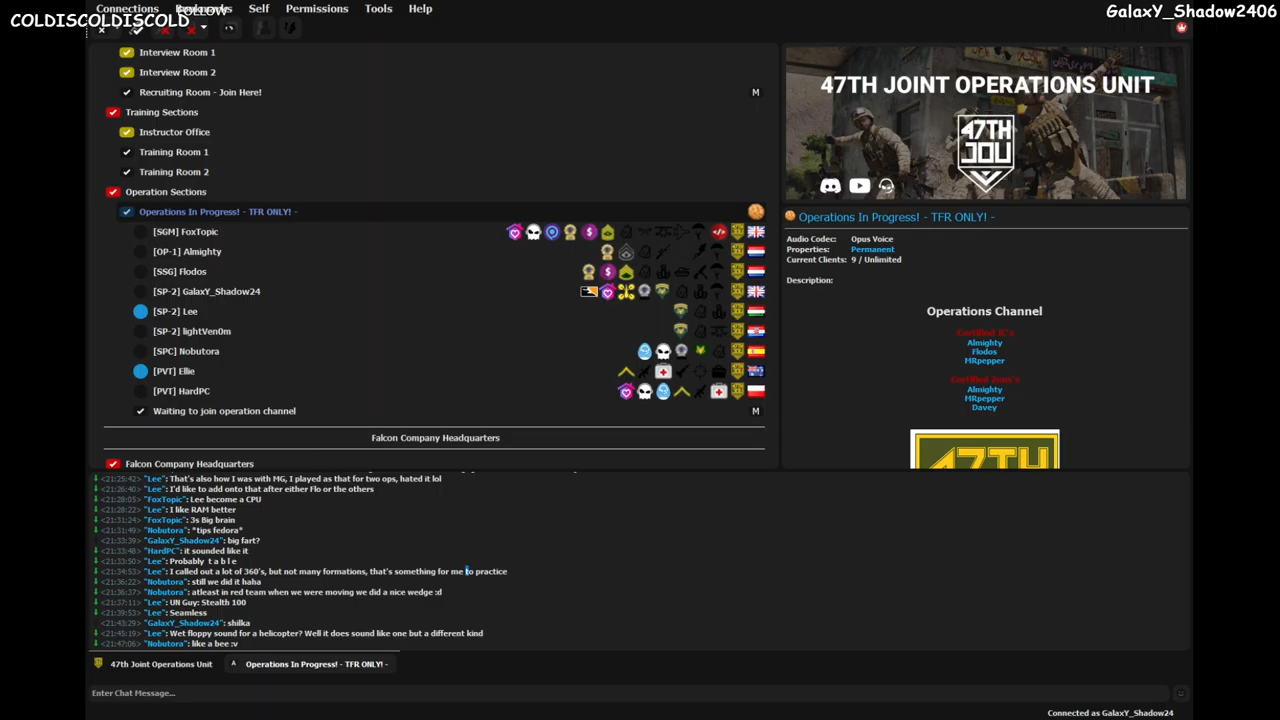 COLDISCOLDISCOLD
FOLLOW
GalaxY_Shadow2406
Connections Bookmarks Self Permissions Tools Help
Interview Room 1
Interview Room 2
Recruiting Room - Join Here! M
Training Sections
Instructor Office
Training Room 1
Training Room 2
Operation Sections
Operations In Progress! - TFR ONLY! -
[SGM] FoxTopic
[OP-1] Almighty
[SSG] Flodos
[SP-2] GalaxY_Shadow24
[SP-2] Lee
[SP-2] lightVen0m
[SPC] Nobutora
[PVT] Ellie
[PVT] HardPC
Waiting to join operation channel M
Falcon Company Headquarters
Falcon Company Headquarters
47TH JOINT OPERATIONS UNIT
47TH
JOU
Operations In Progress! - TFR ONLY! -
Audio Codec: Opus Voice
Properties: Permanent
Current Clients: 9 / Unlimited
Description:
Operations Channel
Certified IC's
Almighty
Flodos
MRpepper
Certified Zeus's
Almighty
MRpepper
Davey
47TH
<21:25:42> "Lee": That's also how I was with MG, I played as that for two ops, hated it lol
<21:26:40> "Lee": I'd like to add onto that after either Flo or the others
<21:28:05> "FoxTopic": Lee become a CPU
<21:28:22> "Lee": I like RAM better
<21:31:24> "FoxTopic": 3s Big brain
<21:31:49> "Nobutora": *tips fedora*
<21:33:39> "GalaxY_Shadow24": big fart?
<21:33:48> "HardPC": it sounded like it
<21:33:50> "Lee": Probably t a b l e
<21:34:53> "Lee": I called out a lot of 360's, but not many formations, that's something for me to practice
<21:36:22> "Nobutora": still we did it haha
<21:36:37> "Nobutora": atleast in red team when we were moving we did a nice wedge :d
<21:37:11> "Lee": UN Guy: Stealth 100
<21:39:53> "Lee": Seamless
<21:43:29> "GalaxY_Shadow24": shilka
<21:45:19> "Lee": Wet floppy sound for a helicopter? Well it does sound like one but a different kind
<21:47:06> "Nobutora": like a bee :v
47th Joint Operations Unit
A Operations In Progress! - TFR ONLY! -
Enter Chat Message...
Connected as GalaxY_Shadow24